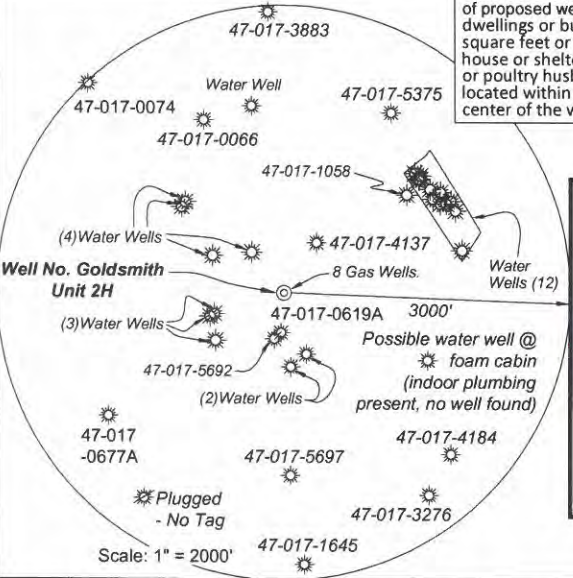 of proposed we
dwellings or bu
square feet or
house or shelte
or poultry husb
located within
center of the w
47-017-3883
Water Well
47-017-0074
47-017-5375
47-017-0066
47-017-1058
(4)Water Wells
47-017-4137
Well No. Goldsmith
Unit 2H
8 Gas Wells.
Water
Wells (12)
47-017-0619A
3000'
(3)Water Wells
Possible water well @
foam cabin
(indoor plumbing
present, no well found)
47-017-5692
(2)Water Wells
47-017
-0677A
47-017-4184
47-017-5697
Plugged
- No Tag
47-017-3276
Scale: 1" = 2000'
47-017-1645